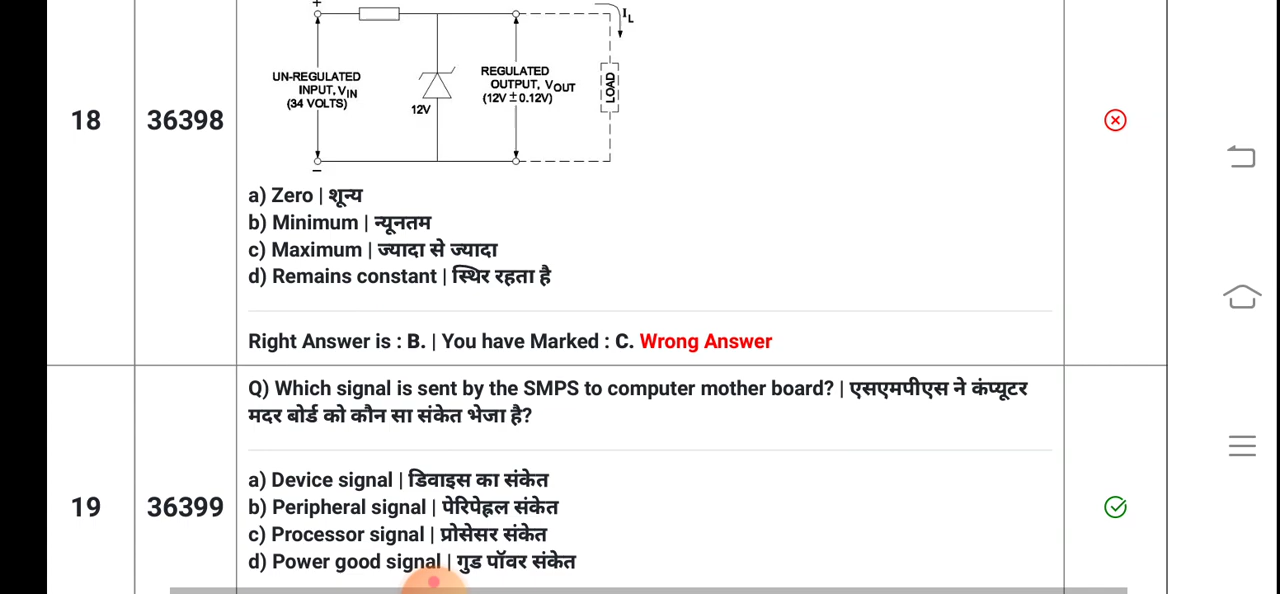 +
I_L
UN-REGULATED
INPUT, V_IN
(34 VOLTS)
12V
REGULATED
OUTPUT, V_OUT
(12V ± 0.12V)
LOAD
–
18
36398
a) Zero | शून्य
b) Minimum | न्यूनतम
c) Maximum | ज्यादा से ज्यादा
d) Remains constant | स्थिर रहता है
Right Answer is : B. | You have Marked : C. Wrong Answer
Q) Which signal is sent by the SMPS to computer mother board? | एसएमपीएस ने कंप्यूटर
मदर बोर्ड को कौन सा संकेत भेजा है?
19
36399
a) Device signal | डिवाइस का संकेत
b) Peripheral signal | पेरिपेह्रल संकेत
c) Processor signal | प्रोसेसर संकेत
d) Power good signal | गुड पॉवर संकेत